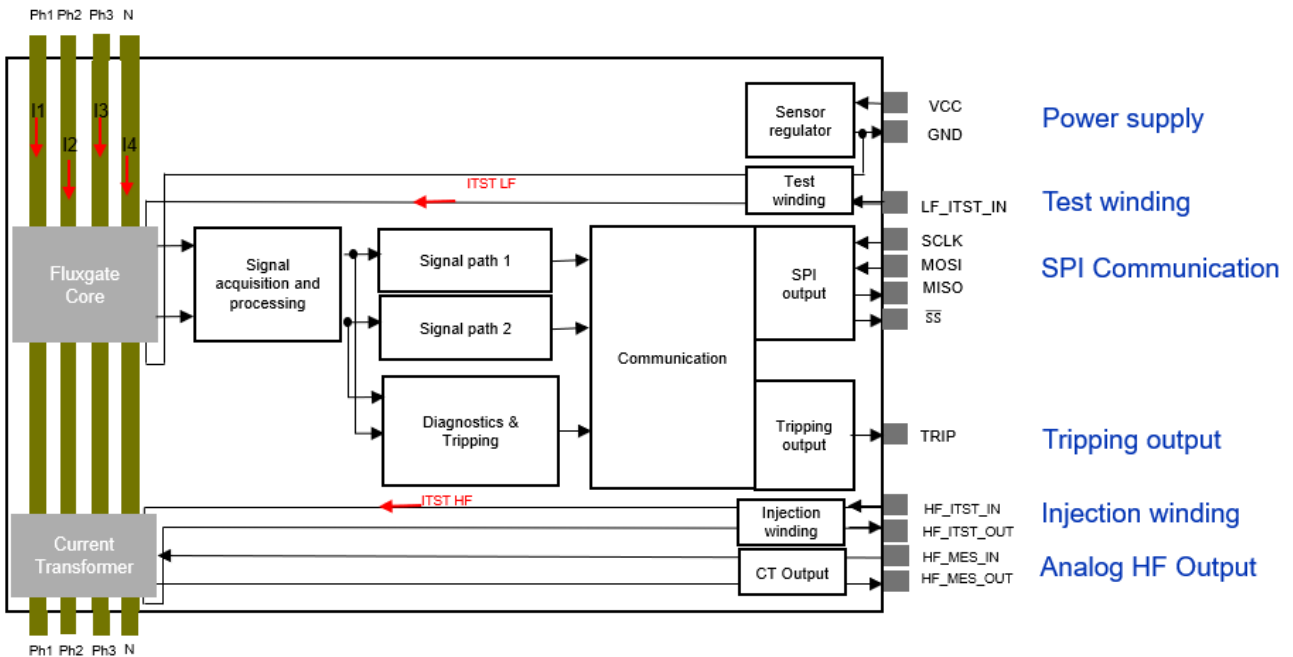 Ph1 Ph2 Ph3 N
I1
I2
I3
I4
Sensor
regulator
VCC
GND
Power supply
ITST LF
Test
winding
LF_ITST_IN
Test winding
Fluxgate
Core
Signal
acquisition and
processing
Signal path 1
Signal path 2
Diagnostics &
Tripping
Communication
SPI
output
SCLK
MOSI
MISO
SS
SPI Communication
Tripping
output
TRIP
Tripping output
ITST HF
Current
Transformer
Injection
winding
HF_ITST_IN
HF_ITST_OUT
Injection winding
CT Output
HF_MES_IN
HF_MES_OUT
Analog HF Output
Ph1 Ph2 Ph3 N